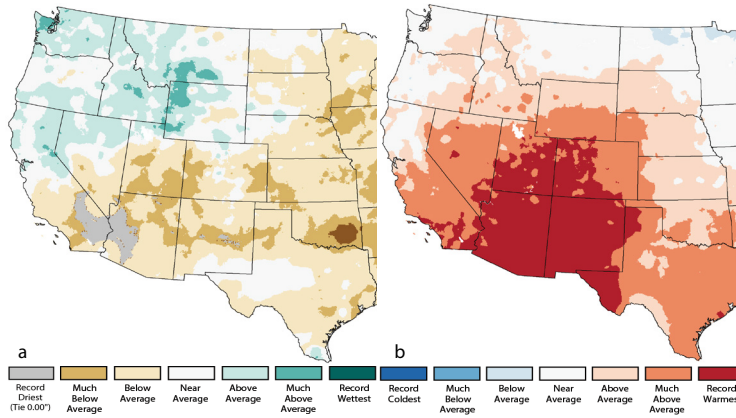 a
b
Record
Driest
(Tie 0.00")
Much
Below
Average
Below
Average
Near
Average
Above
Average
Much
Above
Average
Record
Wettest
Record
Coldest
Much
Below
Average
Below
Average
Near
Average
Above
Average
Much
Above
Average
Record
Warmes